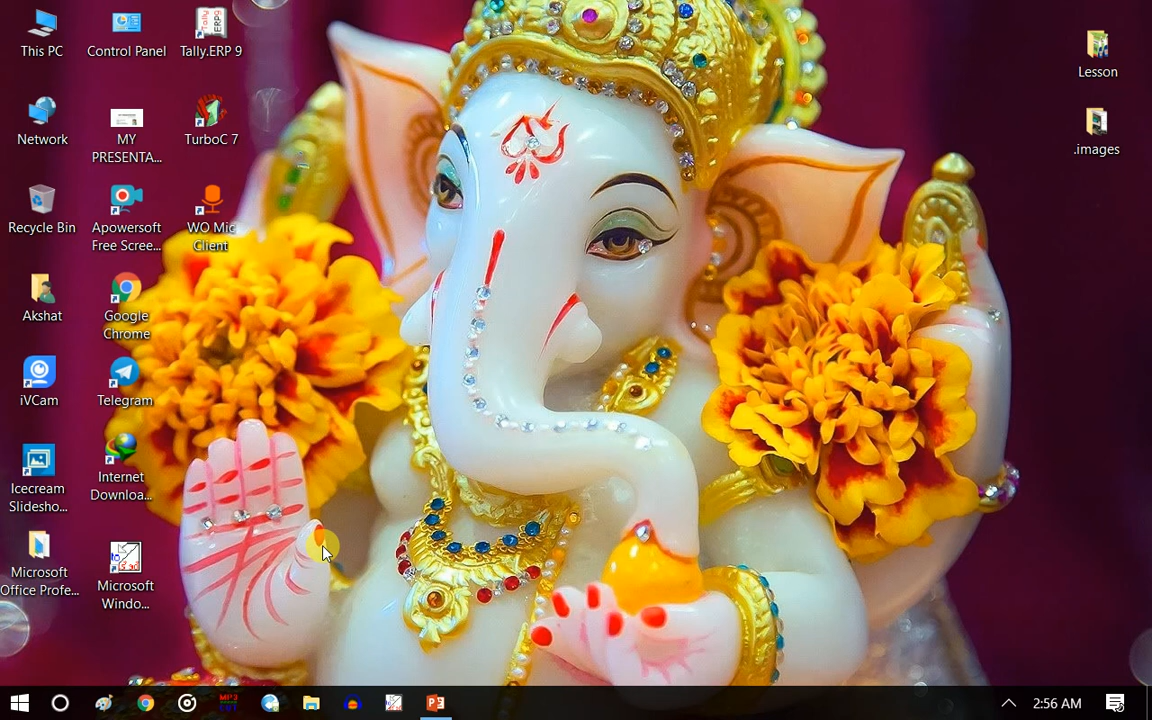 This PC
Control Panel
Tally.ERP 9
Network
MY
PRESENTA...
TurboC 7
Recycle Bin
Apowersoft
Free Scree...
WO Mic
Client
Akshat
Google
Chrome
iVCam
Telegram
Icecream
Slidesho...
Internet
Downloa...
Microsoft
Office Profe...
Microsoft
Windo...
Lesson
.images
2:56 AM